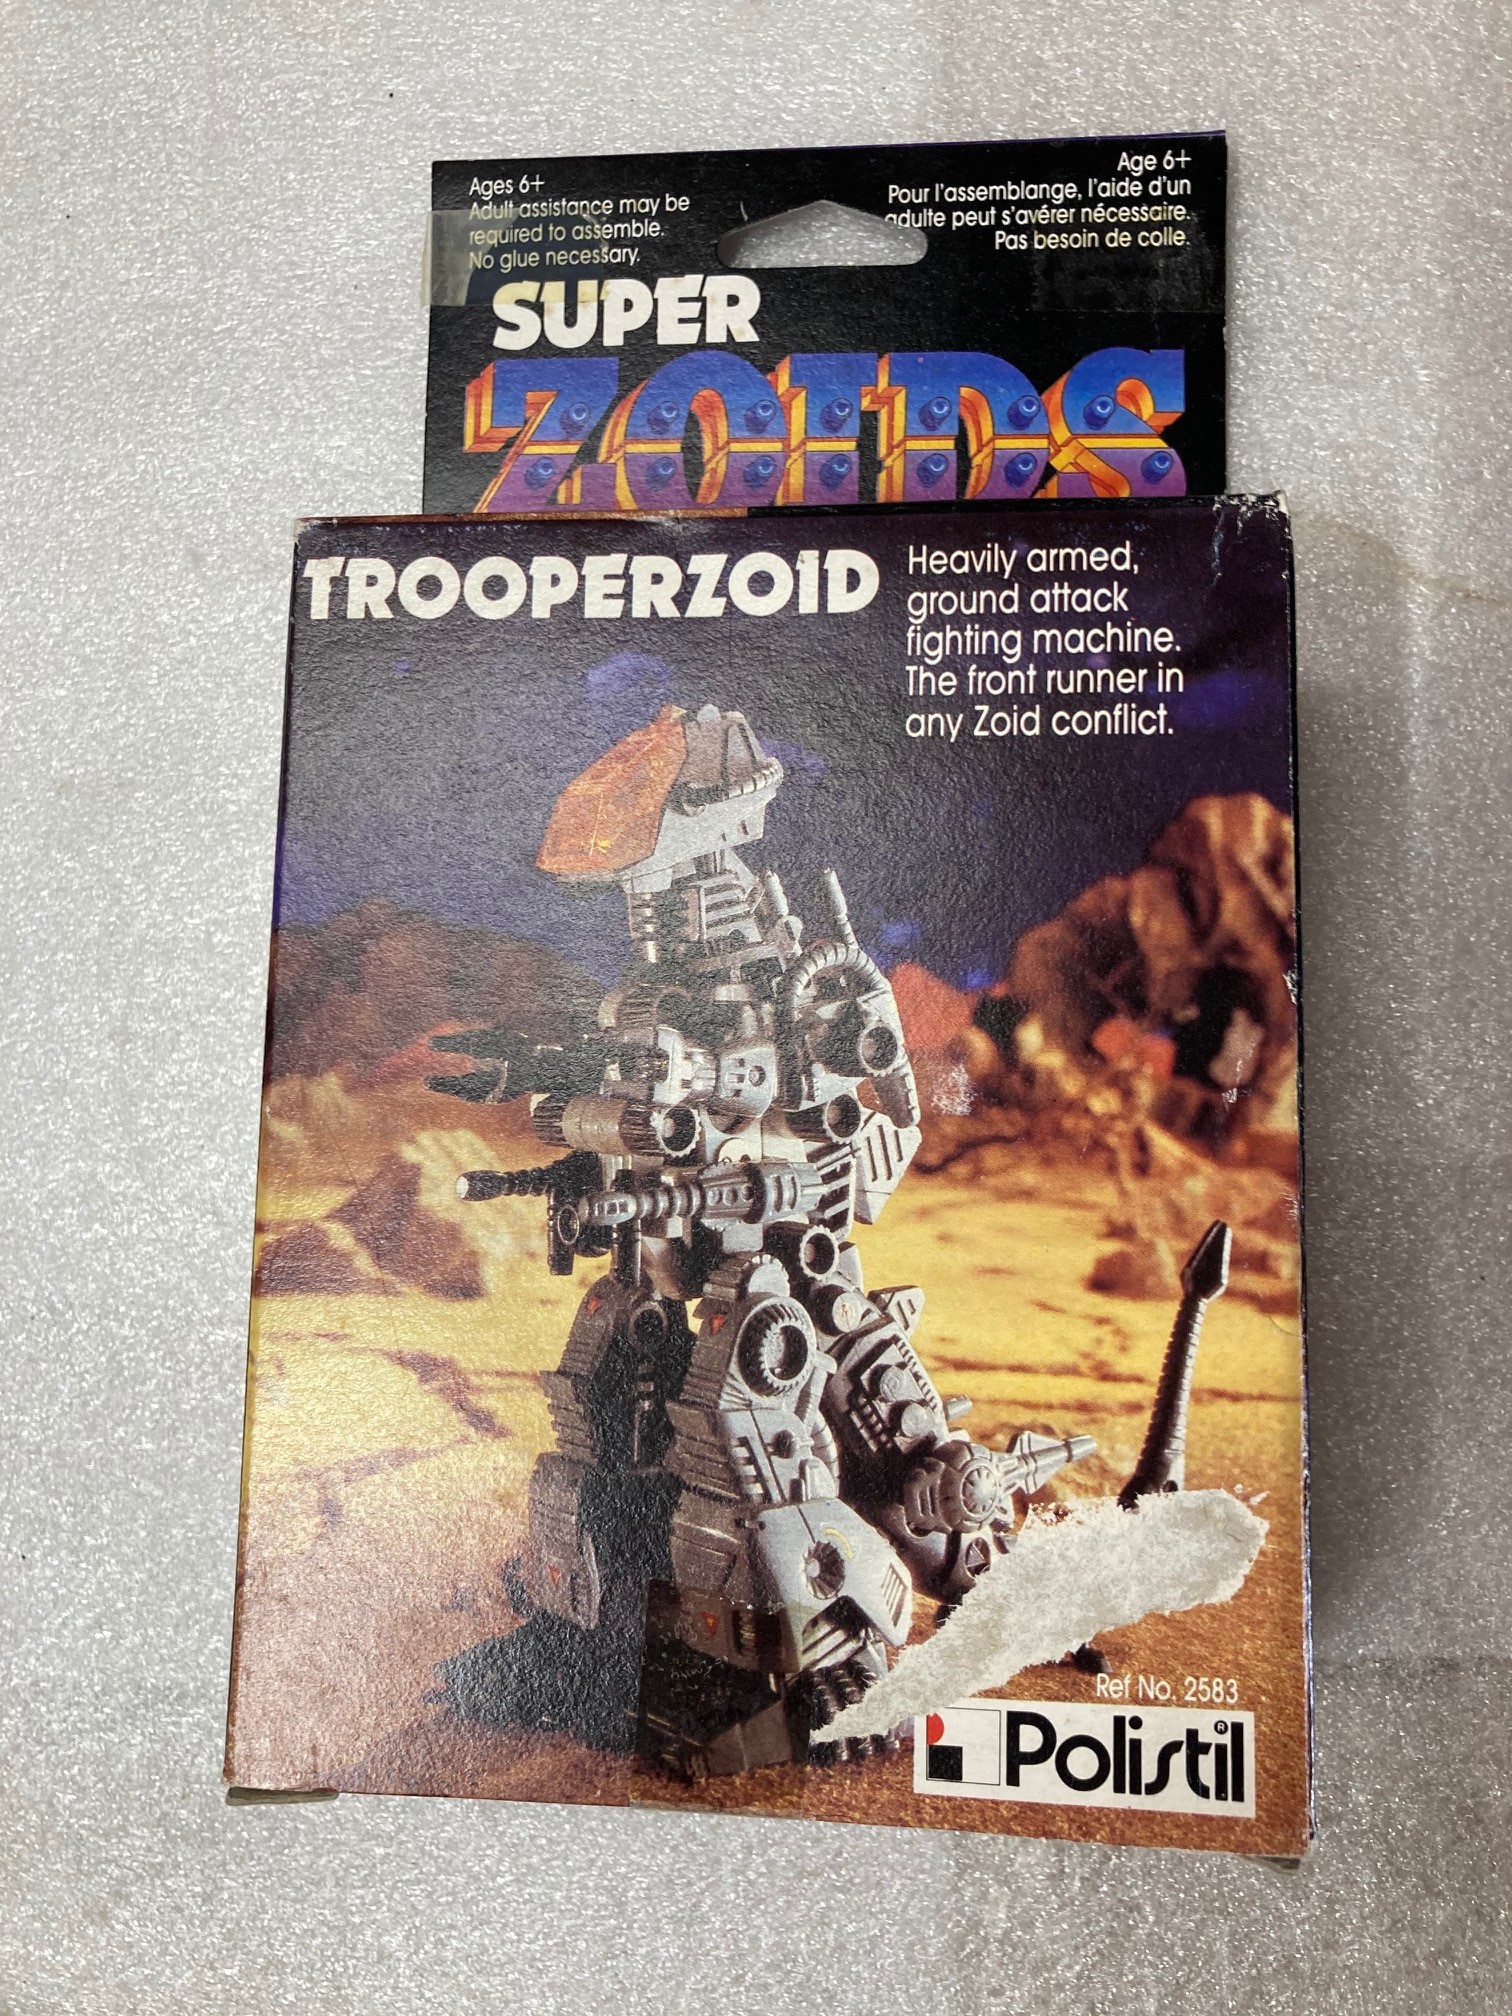 Ages 6+
Adult assistance may be
required to assemble.
No glue necessary.
Age 6+
Pour l'assemblange, l'aide d'un
adulte peut s'avérer nécessaire.
Pas besoin de colle.
SUPER
ZOIDS
TROOPERZOID
Heavily armed,
ground attack
fighting machine.
The front runner in
any Zoid conflict.
Ref No. 2583
Polistil ®